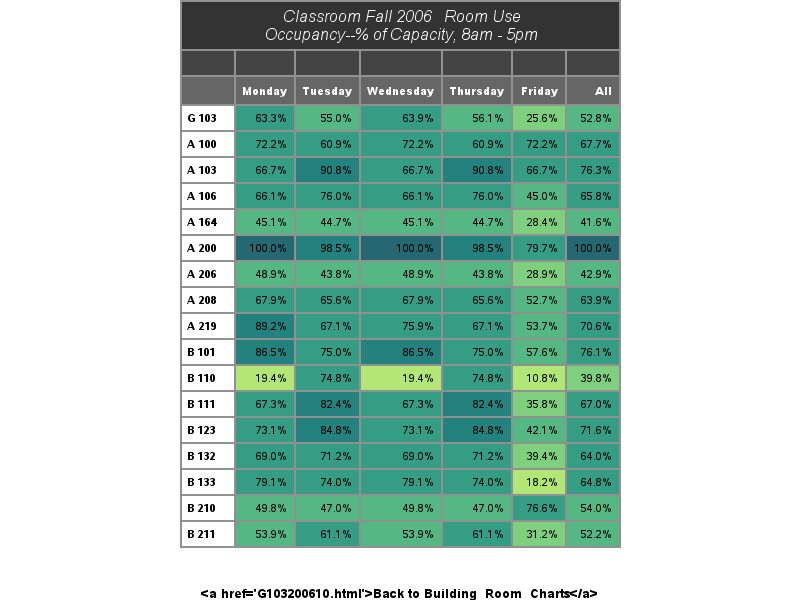 Classroom Fall 2006 Room Use
Occupancy--% of Capacity, 8am - 5pm
Monday Tuesday Wednesday Thursday Friday All
G 103 63.3% 55.0% 63.9% 56.1% 25.6% 52.8%
A 100 72.2% 60.9% 72.2% 60.9% 72.2% 67.7%
A 103 66.7% 90.8% 66.7% 90.8% 66.7% 76.3%
A 106 66.1% 76.0% 66.1% 76.0% 45.0% 65.8%
A 164 45.1% 44.7% 45.1% 44.7% 28.4% 41.6%
A 200 100.0% 98.5% 100.0% 98.5% 79.7% 100.0%
A 206 48.9% 43.8% 48.9% 43.8% 28.9% 42.9%
A 208 67.9% 65.6% 67.9% 65.6% 52.7% 63.9%
A 219 89.2% 67.1% 75.9% 67.1% 53.7% 70.6%
B 101 86.5% 75.0% 86.5% 75.0% 57.6% 76.1%
B 110 19.4% 74.8% 19.4% 74.8% 10.8% 39.8%
B 111 67.3% 82.4% 67.3% 82.4% 35.8% 67.0%
B 123 73.1% 84.8% 73.1% 84.8% 42.1% 71.6%
B 132 69.0% 71.2% 69.0% 71.2% 39.4% 64.0%
B 133 79.1% 74.0% 79.1% 74.0% 18.2% 64.8%
B 210 49.8% 47.0% 49.8% 47.0% 76.6% 54.0%
B 211 53.9% 61.1% 53.9% 61.1% 31.2% 52.2%
<a href='G103200610.html'>Back to Building Room Charts</a>